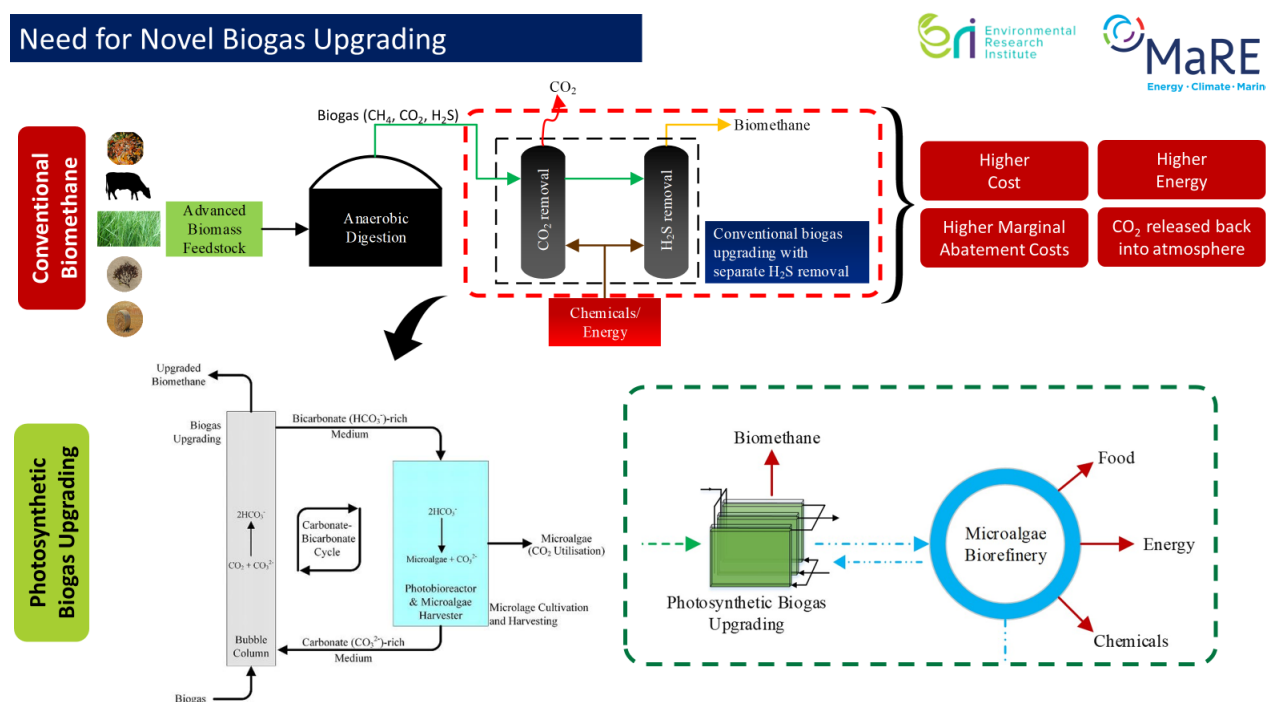 Need for Novel Biogas Upgrading
Environmental
Research
Institute
eri
MaRE
Energy · Climate · Marin
Conventional
Biomethane
Advanced
Biomass
Feedstock
Biogas (CH₄, CO₂, H₂S)
Anaerobic
Digestion
CO₂
CO₂ removal
H₂S removal
Biomethane
Conventional biogas
upgrading with
separate H₂S removal
Chemicals/
Energy
Higher
Cost
Higher
Energy
Higher Marginal
Abatement Costs
CO₂ released back
into atmosphere
Photosynthetic
Biogas Upgrading
Upgraded
Biomethane
Biogas
Upgrading
Bicarbonate (HCO₃⁻)-rich
Medium
2HCO₃⁻
CO₂ + CO₃²⁻
Bubble
Column
Biogas
Carbonate-
Bicarbonate
Cycle
2HCO₃⁻
Microalgae + CO₃²⁻
Photobioreactor
& Microalgae
Harvester
Microalgae
(CO₂ Utilisation)
Microlage Cultivation
and Harvesting
Carbonate (CO₃²⁻)-rich
Medium
Biomethane
Photosynthetic Biogas
Upgrading
Microalgae
Biorefinery
Food
Energy
Chemicals